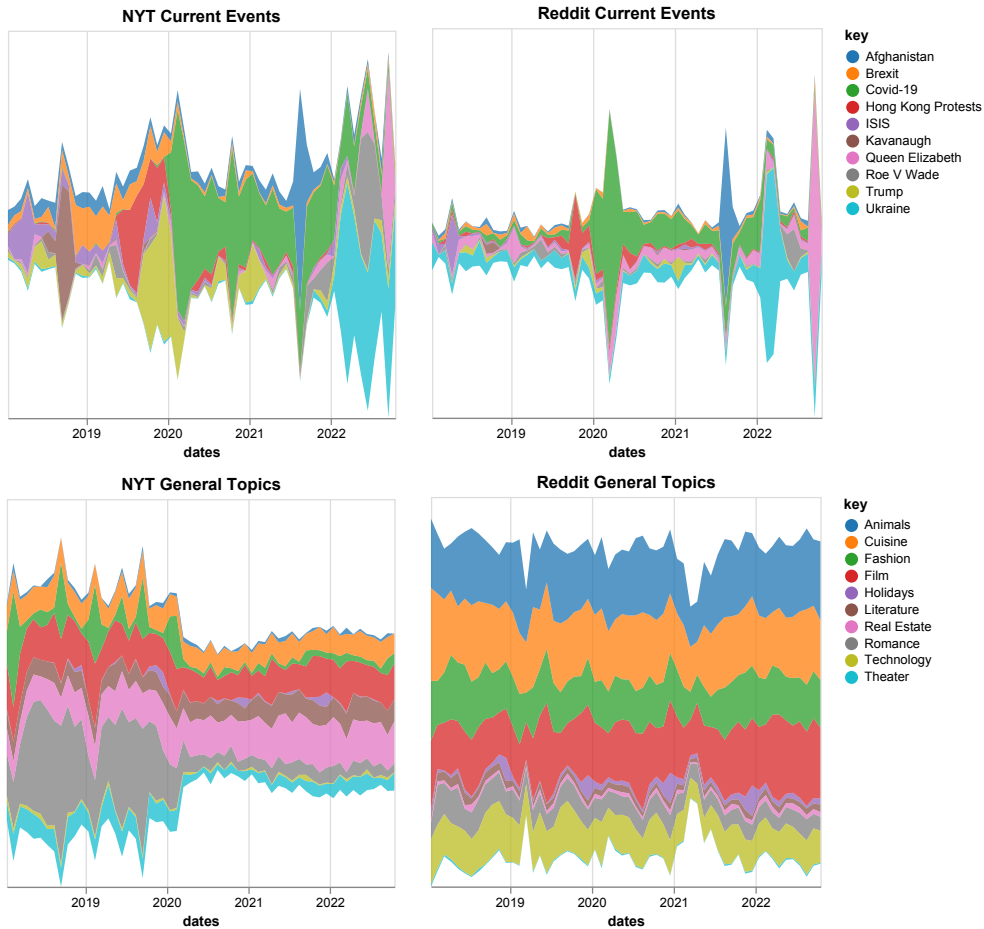 NYT Current Events
2019 2020 2021 2022
dates
Reddit Current Events
2019 2020 2021 2022
dates
key
Afghanistan
Brexit
Covid-19
Hong Kong Protests
ISIS
Kavanaugh
Queen Elizabeth
Roe V Wade
Trump
Ukraine
NYT General Topics
2019 2020 2021 2022
dates
Reddit General Topics
2019 2020 2021 2022
dates
key
Animals
Cuisine
Fashion
Film
Holidays
Literature
Real Estate
Romance
Technology
Theater